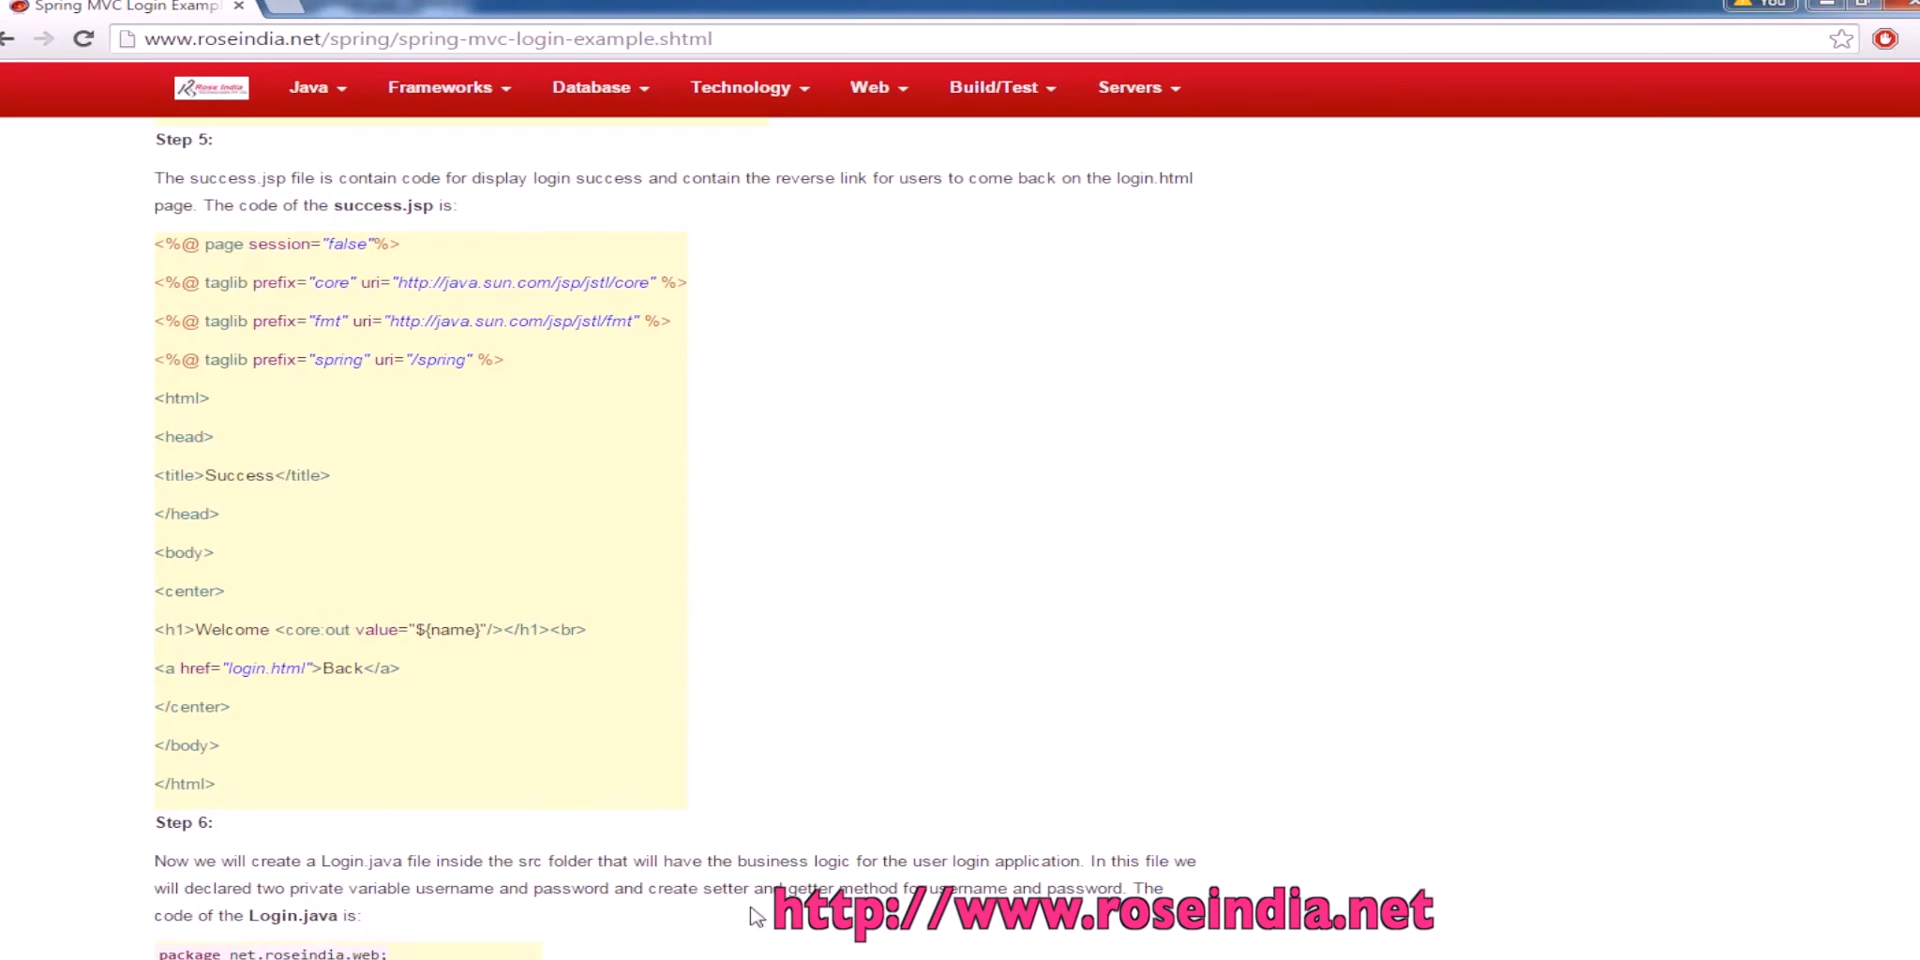 Spring MVC Login Exampl
You
www.roseindia.net/spring/spring-mvc-login-example.shtml
Rose India
Java Frameworks Database Technology Web Build/Test Servers
Step 5:
The success.jsp file is contain code for display login success and contain the reverse link for users to come back on the login.html
page. The code of the success.jsp is:
<%@ page session="false"%>
<%@ taglib prefix="core" uri="http://java.sun.com/jsp/jstl/core" %>
<%@ taglib prefix="fmt" uri="http://java.sun.com/jsp/jstl/fmt" %>
<%@ taglib prefix="spring" uri="/spring" %>
<html>
<head>
<title>Success</title>
</head>
<body>
<center>
<h1>Welcome <core:out value="${name}"/></h1><br>
<a href="login.html">Back</a>
</center>
</body>
</html>
Step 6:
Now we will create a Login.java file inside the src folder that will have the business logic for the user login application. In this file we
will declared two private variable username and password and create setter and getter method for username and password. The
code of the Login.java is:
http://www.roseindia.net
package net.roseindia.web;